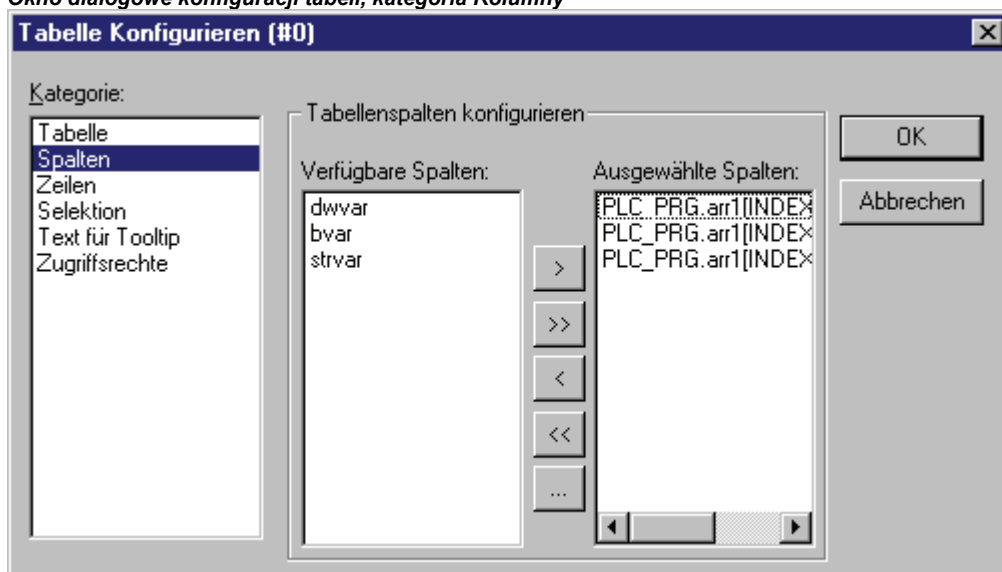 Okno dialogowe konfiguracji tabeli, kategoria Kolumny
Tabelle Konfigurieren (#0)
Kategorie:
Tabelle
Spalten
Zeilen
Selektion
Text für Tooltip
Zugriffsrechte
Tabellenspalten konfigurieren
Verfügbare Spalten:
dwvar
bvar
strvar
>
>>
<
<<
...
Ausgewählte Spalten:
PLC_PRG.arr1[INDEX
PLC_PRG.arr1[INDEX
PLC_PRG.arr1[INDEX
OK
Abbrechen